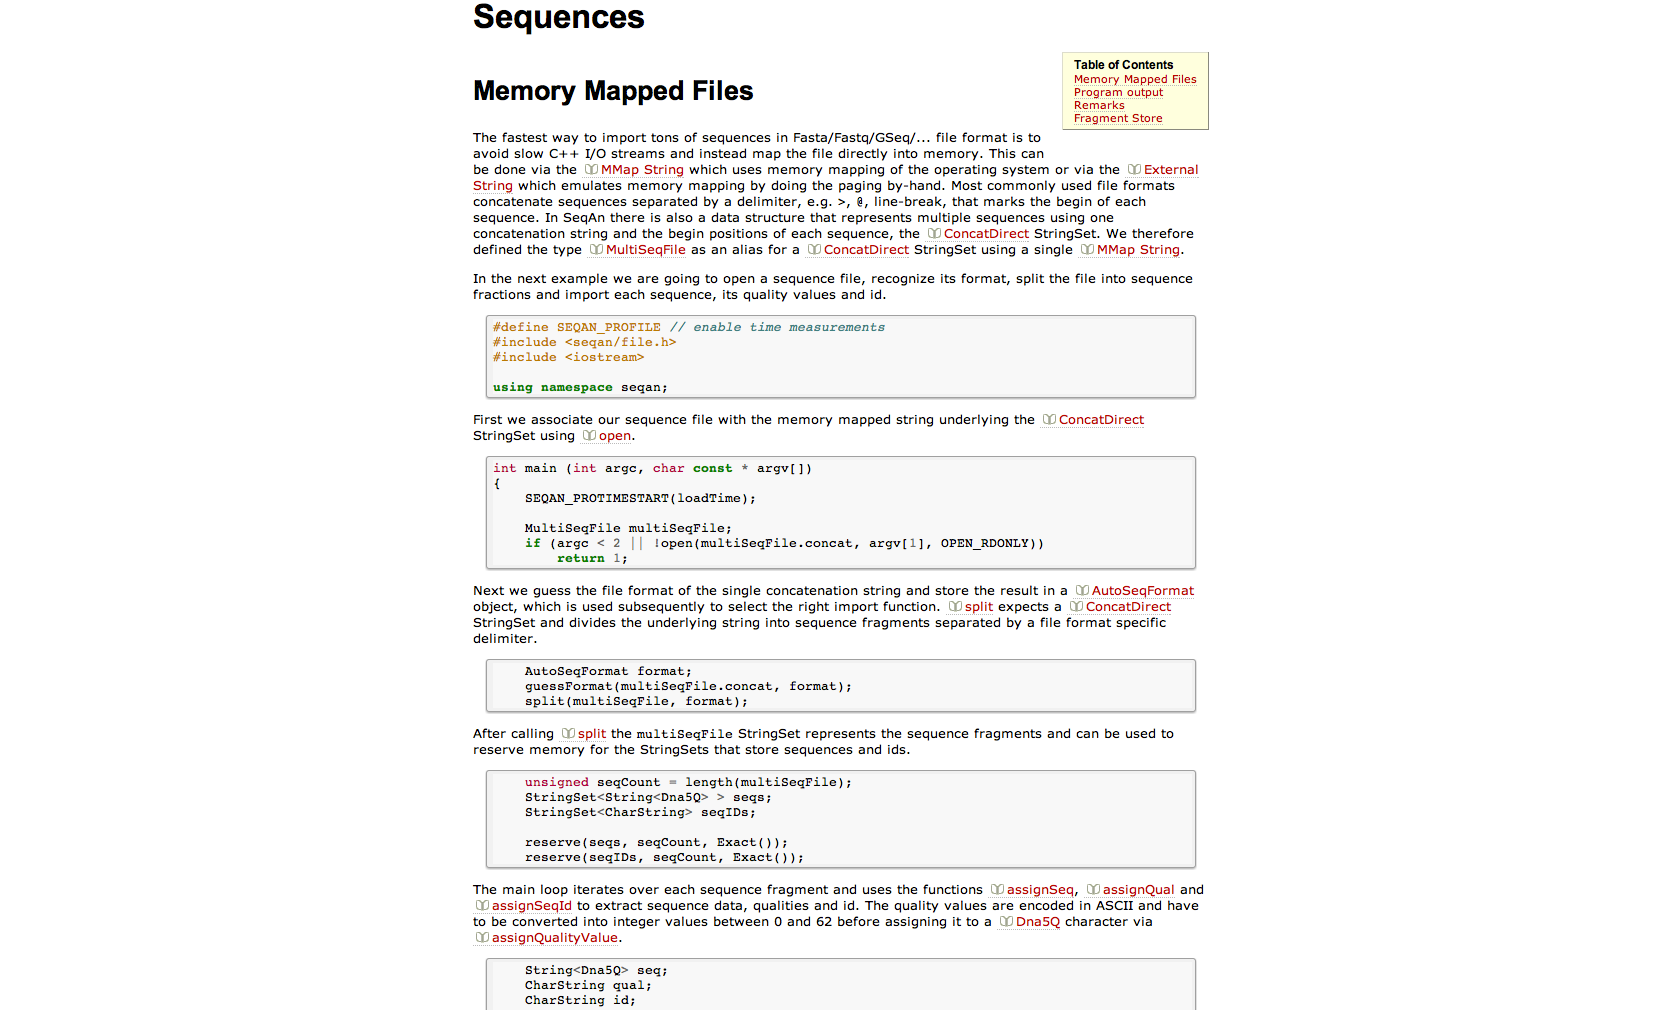 Sequences
Table of Contents
Memory Mapped Files
Program output
Remarks
Fragment Store
Memory Mapped Files
The fastest way to import tons of sequences in Fasta/Fastq/GSeq/... file format is to
avoid slow C++ I/O streams and instead map the file directly into memory. This can
be done via the MMap String which uses memory mapping of the operating system or via the External
String which emulates memory mapping by doing the paging by-hand. Most commonly used file formats
concatenate sequences separated by a delimiter, e.g. >, @, line-break, that marks the begin of each
sequence. In SeqAn there is also a data structure that represents multiple sequences using one
concatenation string and the begin positions of each sequence, the ConcatDirect StringSet. We therefore
defined the type MultiSeqFile as an alias for a ConcatDirect StringSet using a single MMap String.
In the next example we are going to open a sequence file, recognize its format, split the file into sequence
fractions and import each sequence, its quality values and id.
#define SEQAN_PROFILE // enable time measurements
#include <seqan/file.h>
#include <iostream>
using namespace seqan;
First we associate our sequence file with the memory mapped string underlying the ConcatDirect
StringSet using open.
int main (int argc, char const * argv[])
{
SEQAN_PROTIMESTART(loadTime);
MultiSeqFile multiSeqFile;
if (argc < 2 || !open(multiSeqFile.concat, argv[1], OPEN_RDONLY))
return 1;
Next we guess the file format of the single concatenation string and store the result in a AutoSeqFormat
object, which is used subsequently to select the right import function. split expects a ConcatDirect
StringSet and divides the underlying string into sequence fragments separated by a file format specific
delimiter.
AutoSeqFormat format;
guessFormat(multiSeqFile.concat, format);
split(multiSeqFile, format);
After calling split the multiSeqFile StringSet represents the sequence fragments and can be used to
reserve memory for the StringSets that store sequences and ids.
unsigned seqCount = length(multiSeqFile);
StringSet<String<Dna5Q> > seqs;
StringSet<CharString> seqIDs;
reserve(seqs, seqCount, Exact());
reserve(seqIDs, seqCount, Exact());
The main loop iterates over each sequence fragment and uses the functions assignSeq, assignQual and
assignSeqId to extract sequence data, qualities and id. The quality values are encoded in ASCII and have
to be converted into integer values between 0 and 62 before assigning it to a Dna5Q character via
assignQualityValue.
String<Dna5Q> seq;
CharString qual;
CharString id;